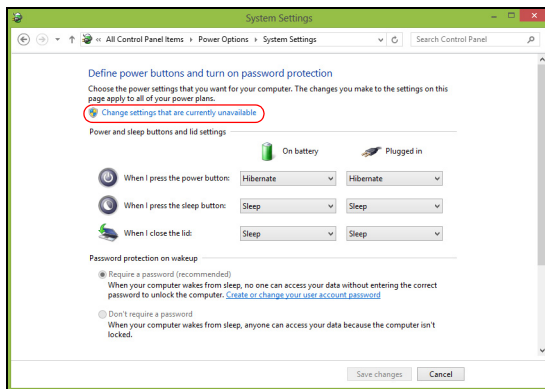 System Settings
« All Control Panel Items ▸ Power Options ▸ System Settings
Search Control Panel
Define power buttons and turn on password protection
Choose the power settings that you want for your computer. The changes you make to the settings on this
page apply to all of your power plans.
Change settings that are currently unavailable
Power and sleep buttons and lid settings
On battery Plugged in
When I press the power button: Hibernate Hibernate
When I press the sleep button: Sleep Sleep
When I close the lid: Sleep Sleep
Password protection on wakeup
Require a password (recommended)
When your computer wakes from sleep, no one can access your data without entering the correct
password to unlock the computer. Create or change your user account password
Don't require a password
When your computer wakes from sleep, anyone can access your data because the computer isn't
locked.
Save changes Cancel